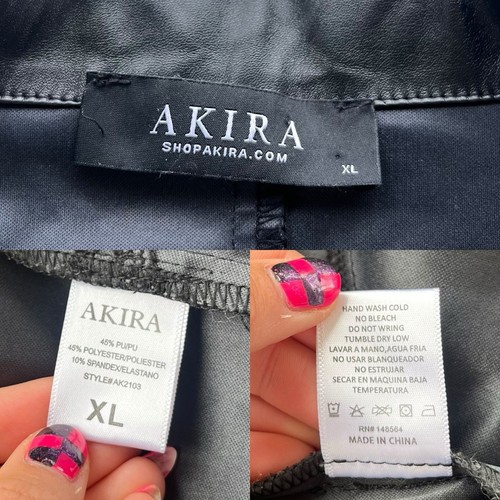 AKIRA
SHOPAKIRA.COM
XL
AKIRA
45% PU/PU
45% POLYESTER/POLIESTER
10% SPANDEX/ELASTANO
STYLE#AK2103
XL
HAND WASH COLD
NO BLEACH
DO NOT WRING
TUMBLE DRY LOW
LAVAR A MANO,AGUA FRIA
NO USAR BLANQUEADOR
NO ESTRUJAR
SECAR EN MAQUINA BAJA
TEMPERATURA
RN# 148564
MADE IN CHINA